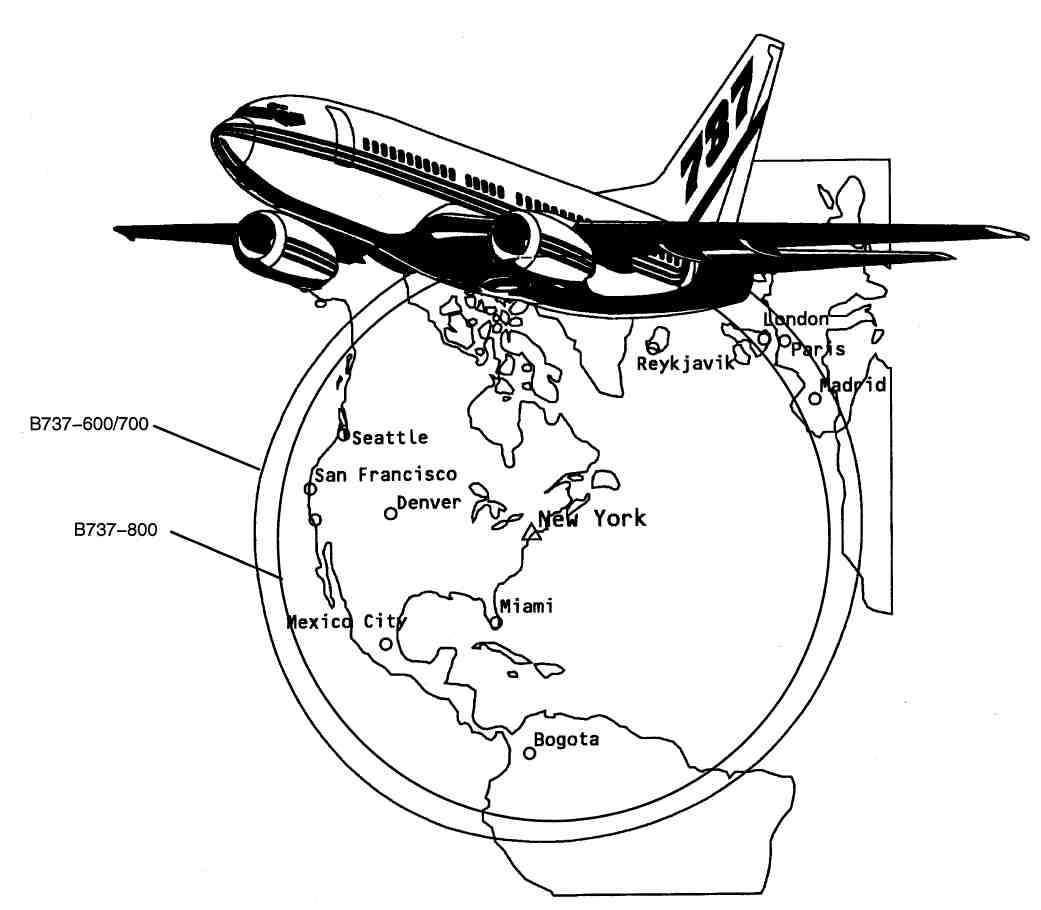 787
London
Paris
Reykjavik
Madrid
B737-600/700
Seattle
San Francisco
Denver
New York
B737-800
Miami
Mexico City
Bogota